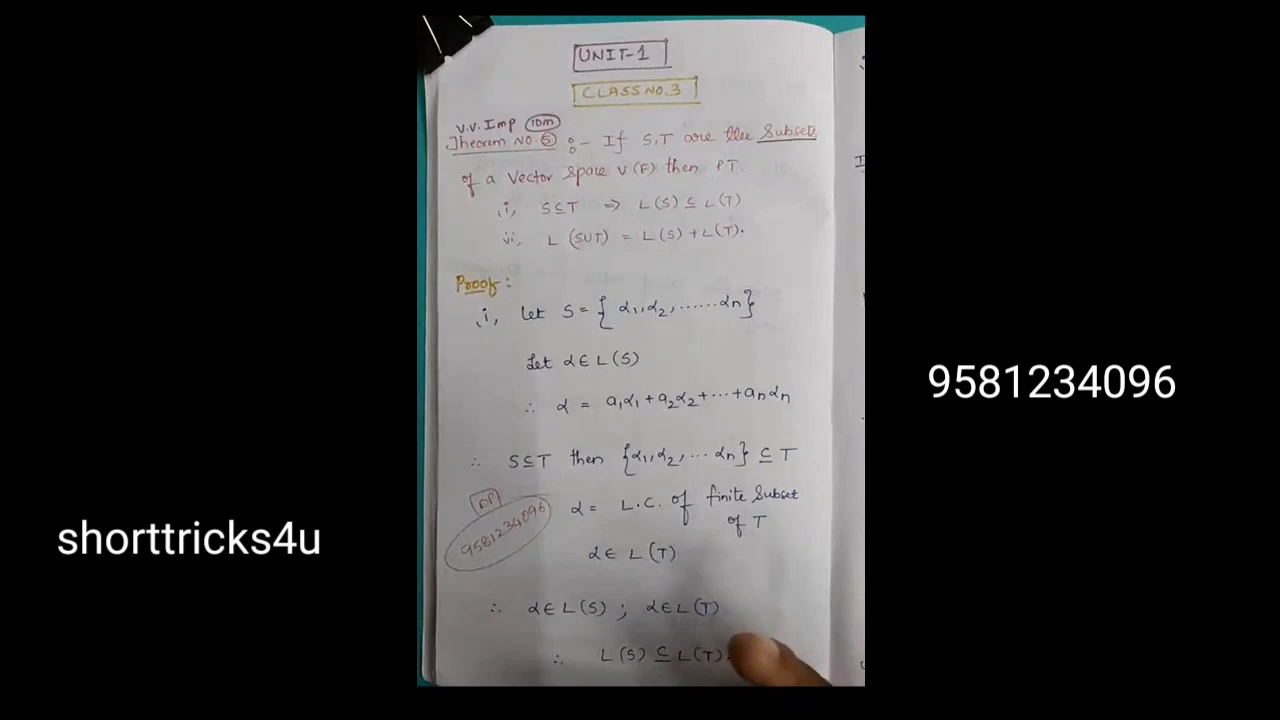 UNIT-1
CLASS NO.3
V.V. Imp 10m
Theorem NO. 5 :- If S,T are the Subsets
of a Vector Space V(F) then PT.
i, S⊆T ⇒ L(S) ⊆ L(T)
ii, L (SUT) = L(S) + L(T).
Proof:
i, Let S = { α1, α2, ...... αn}
Let α ∈ L(S)
∴ α = a1α1 + a2α2 + ... + anαn
∴ S⊆T then {α1, α2, ... αn} ⊆ T
α = L.C. of finite Subset
of T
9581234096
α ∈ L(T)
∴ α ∈ L(S) ; α ∈ L(T)
∴ L(S) ⊆ L(T).
shorttricks4u
9581234096